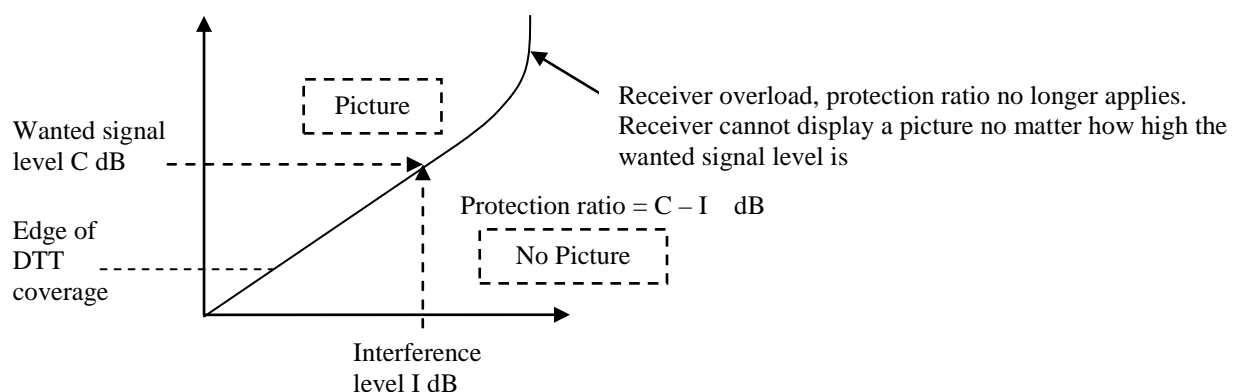 Picture
Receiver overload, protection ratio no longer applies.
Receiver cannot display a picture no matter how high the
wanted signal level is
Wanted signal
level C dB
Protection ratio = C – I dB
Edge of
DTT
coverage
No Picture
Interference
level I dB